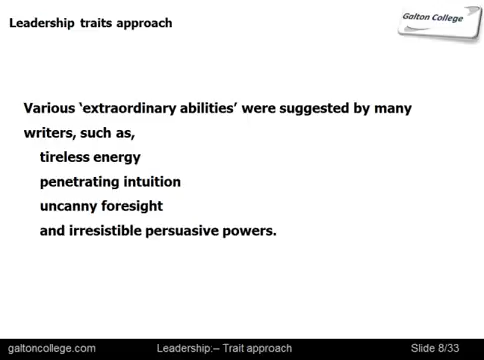 Leadership traits approach
Galton College
Various ‘extraordinary abilities’ were suggested by many
writers, such as,
tireless energy
penetrating intuition
uncanny foresight
and irresistible persuasive powers.
galtoncollege.com
Leadership:– Trait approach
Slide 8/33